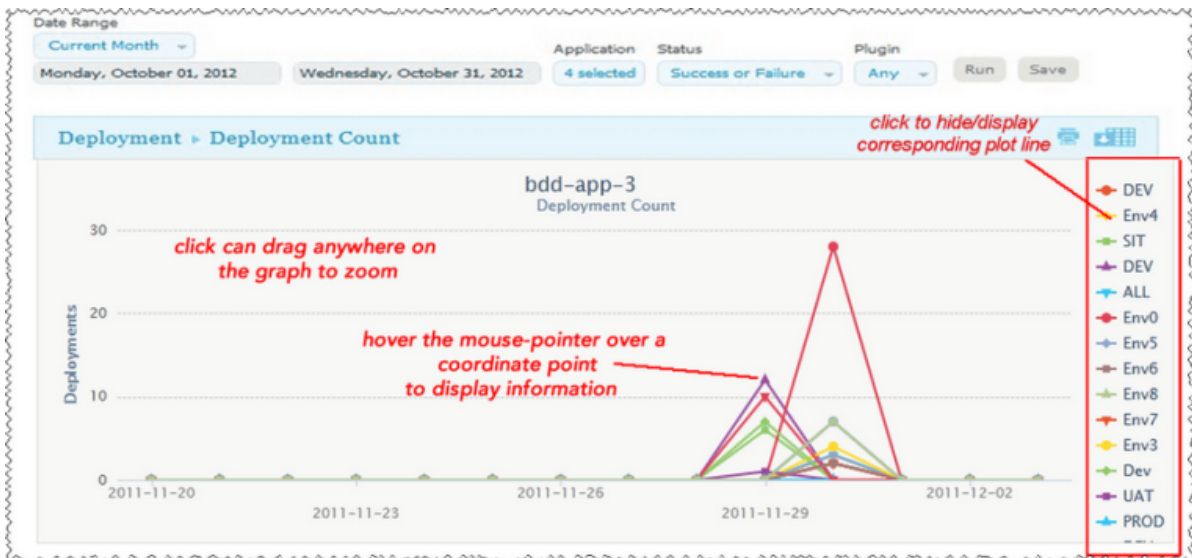 Date Range
Current Month
Application Status Plugin
Monday, October 01, 2012 Wednesday, October 31, 2012 4 selected Success or Failure Any Run Save
click to hide/display
corresponding plot line
Deployment ▸ Deployment Count
bdd-app-3
Deployment Count
click can drag anywhere on
the graph to zoom
hover the mouse-pointer over a
coordinate point
to display information
Deployments
30
20
10
0
2011-11-20
2011-11-23
2011-11-26
2011-11-29
2011-12-02
DEV
Env4
SIT
DEV
ALL
Env0
Env5
Env6
Env8
Env7
Env3
Dev
UAT
PROD